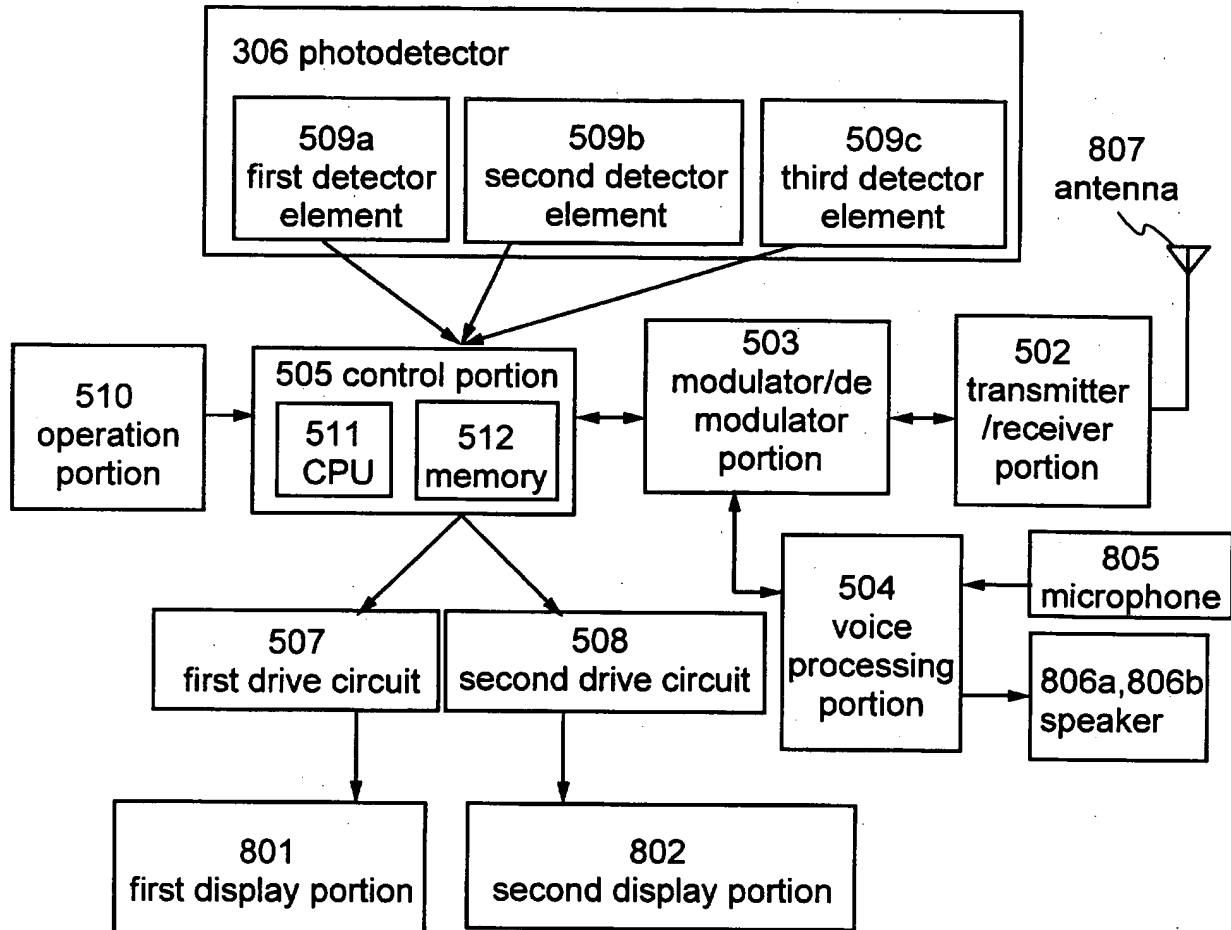 306 photodetector
509a
first detector
element
509b
second detector
element
509c
third detector
element
807
antenna
510
operation
portion
505 control portion
511
CPU
512
memory
503
modulator/de
modulator
portion
502
transmitter
/receiver
portion
507
first drive circuit
508
second drive circuit
504
voice
processing
portion
805
microphone
806a,806b
speaker
801
first display portion
802
second display portion